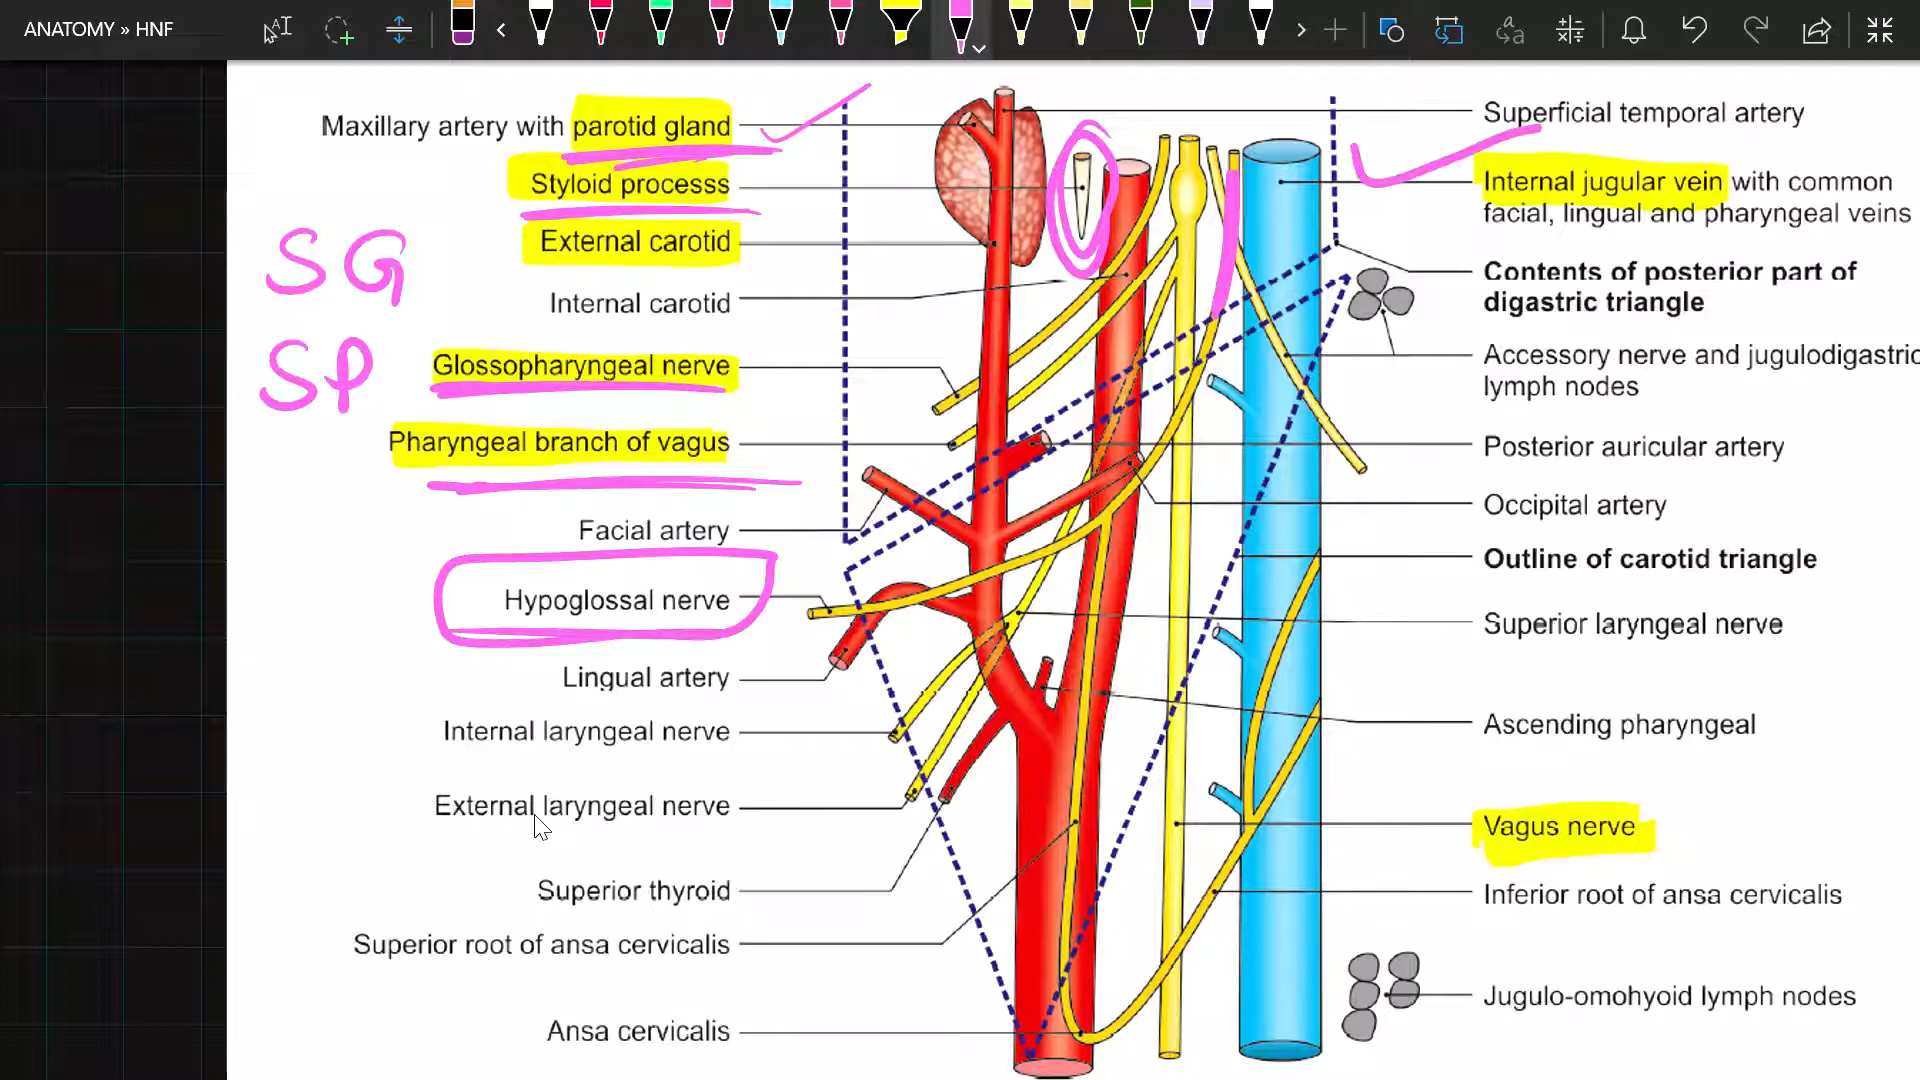 ANATOMY » HNF
Maxillary artery with parotid gland
Styloid processs
External carotid
Internal carotid
Glossopharyngeal nerve
Pharyngeal branch of vagus
Facial artery
Hypoglossal nerve
Lingual artery
Internal laryngeal nerve
External laryngeal nerve
Superior thyroid
Superior root of ansa cervicalis
Ansa cervicalis
SG
SP
Superficial temporal artery
Internal jugular vein with common
facial, lingual and pharyngeal veins
Contents of posterior part of
digastric triangle
Accessory nerve and jugulodigastric
lymph nodes
Posterior auricular artery
Occipital artery
Outline of carotid triangle
Superior laryngeal nerve
Ascending pharyngeal
Vagus nerve
Inferior root of ansa cervicalis
Jugulo-omohyoid lymph nodes